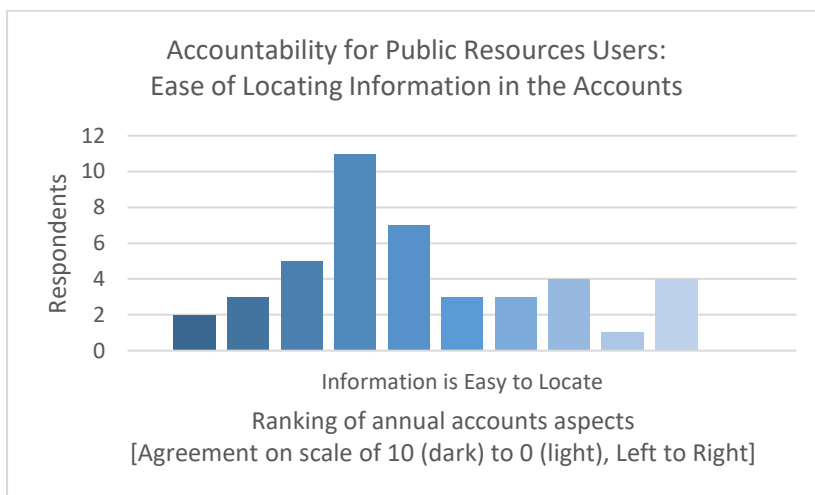 Accountability for Public Resources Users:
Ease of Locating Information in the Accounts
12
10
8
6
4
2
0
Respondents
Information is Easy to Locate
Ranking of annual accounts aspects
[Agreement on scale of 10 (dark) to 0 (light), Left to Right]